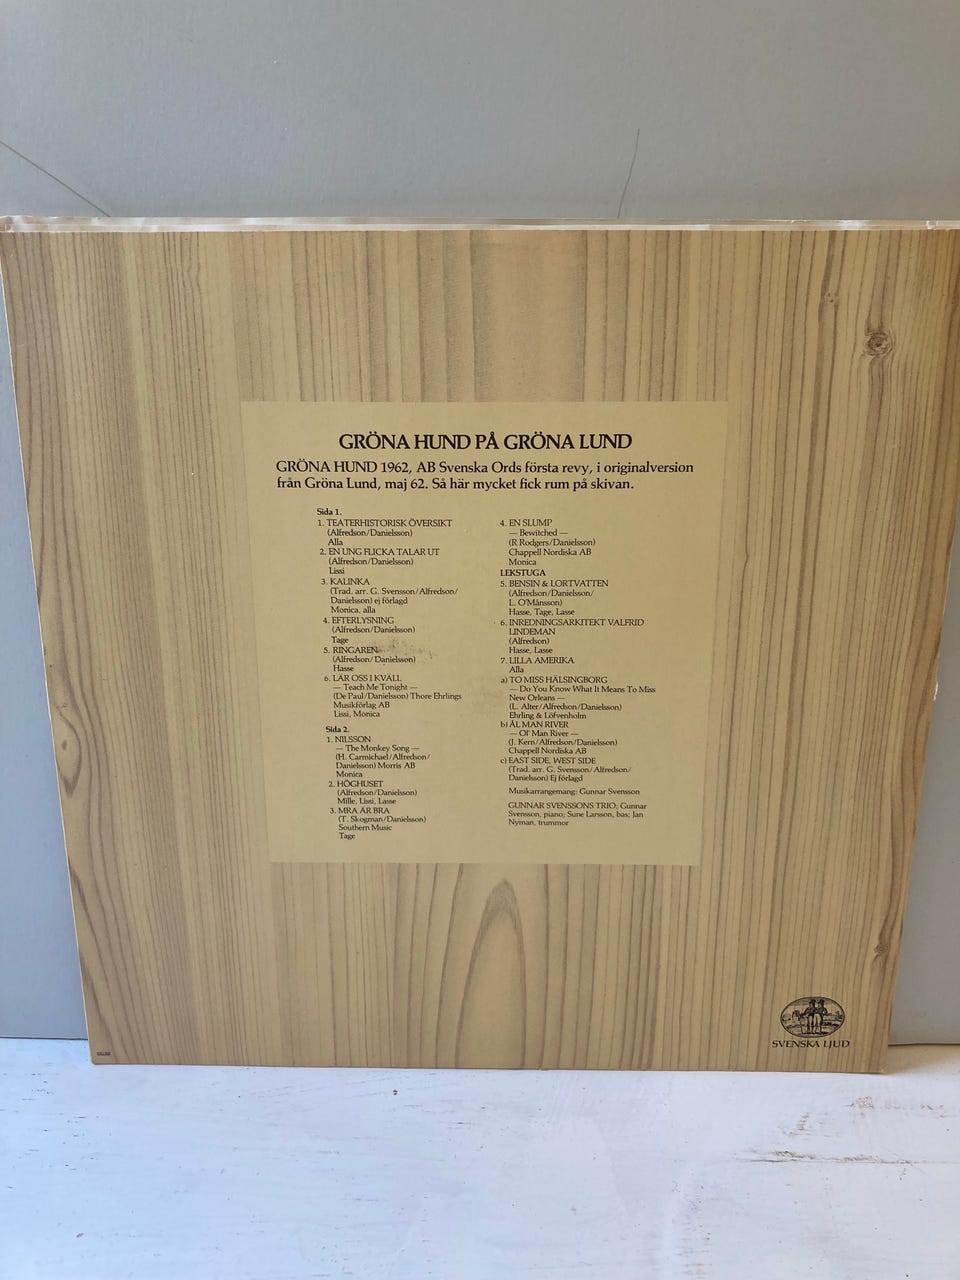 GRÖNA HUND PÅ GRÖNA LUND
GRÖNA HUND 1962, AB Svenska Ords första revy, i originalversion
från Gröna Lund, maj 62. Så här mycket fick rum på skivan.
Sida 1.
1. TEATERHISTORISK ÖVERSIKT
(Alfredson/Danielsson)
Alla
2. EN UNG FLICKA TALAR UT
(Alfredson/Danielsson)
Lissi
3. KALINKA
(Trad. arr. G. Svensson/Alfredson/
Danielsson) ej förlagd
Monica, alla
4. EFTERLYSNING
(Alfredson/Danielsson)
Tage
5. RINGAREN
(Alfredson/Danielsson)
Hasse
6. LÄR OSS I KVÄLL
— Teach Me Tonight —
(De Paul/Danielsson) Thore Ehrlings
Musikförlag AB
Lissi, Monica
Sida 2.
1. NILSSON
— The Monkey Song —
(H. Carmichael/Alfredson/
Danielsson) Morris AB
Monica
2. HÖGHUSET
(Alfredson/Danielsson)
Mille, Lissi, Lasse
3. MRA ÄR BRA
(T. Skogman/Danielsson)
Southern Music
Tage
4. EN SLUMP
— Bewitched —
(R Rodgers/Danielsson)
Chappell Nordiska AB
Monica
LEKSTUGA
5. BENSIN & LORTVATTEN
(Alfredson/Danielsson/
L. O'Månsson)
Hasse, Tage, Lasse
6. INREDNINGSARKITEKT VALFRID
LINDEMAN
(Alfredson)
Hasse, Lasse
7. LILLA AMERIKA
Alla
a) TO MISS HÄLSINGBORG
— Do You Know What It Means To Miss
New Orleans —
(L. Alter/Alfredson/Danielsson)
Ehrling & Löfvenholm
b) ÅL MAN RIVER
— Ol' Man River —
(J. Kern/Alfredson/Danielsson)
Chappell Nordiska AB
c) EAST SIDE, WEST SIDE
(Trad. arr. G. Svensson/Alfredson/
Danielsson) Ej förlagd
Musikarrangemang: Gunnar Svensson
GUNNAR SVENSSONS TRIO; Gunnar
Svensson, piano; Sune Larsson, bas; Jan
Nyman, trummor
SVENSKA LJUD